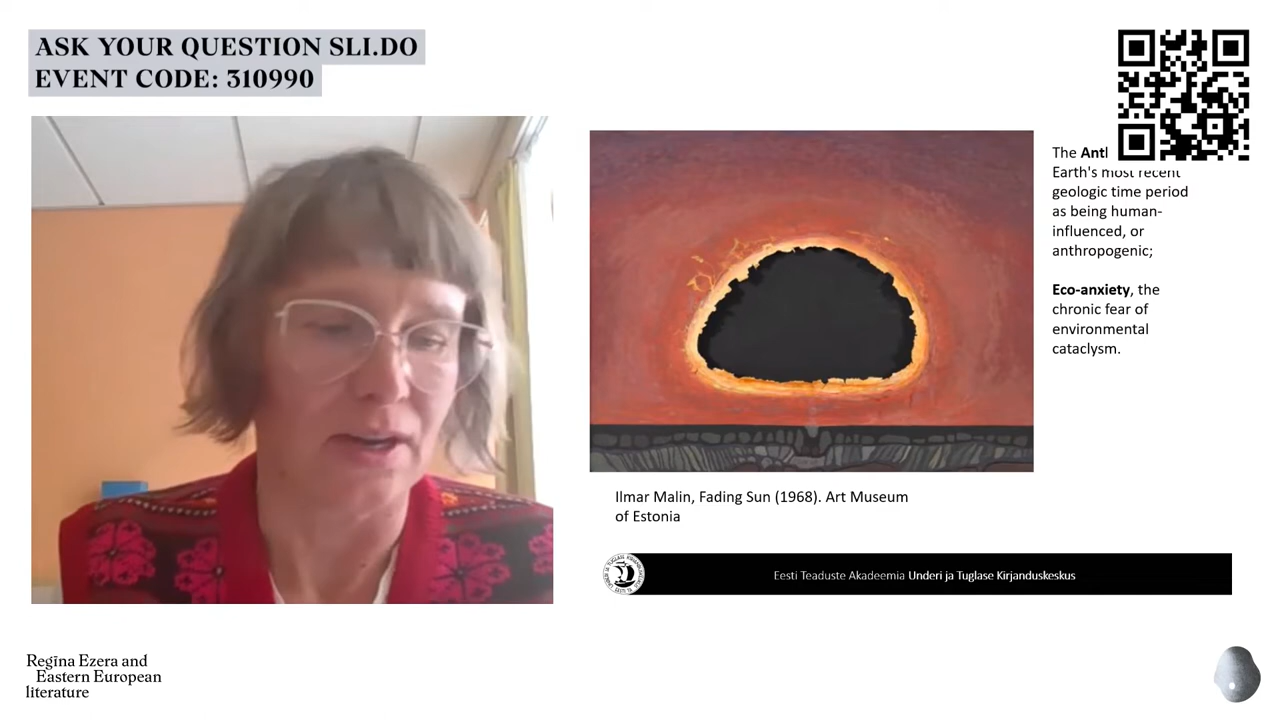 ASK YOUR QUESTION SLI.DO
EVENT CODE: 310990
The
Earth's most recent
geologic time period
as being human-
influenced, or
anthropogenic;
Eco-anxiety, the
chronic fear of
environmental
cataclysm.
Ilmar Malin, Fading Sun (1968). Art Museum
of Estonia
Eesti Teaduste Akadeemia Underi ja Tuglase Kirjanduskeskus
Regīna Ezera and
Eastern European
literature